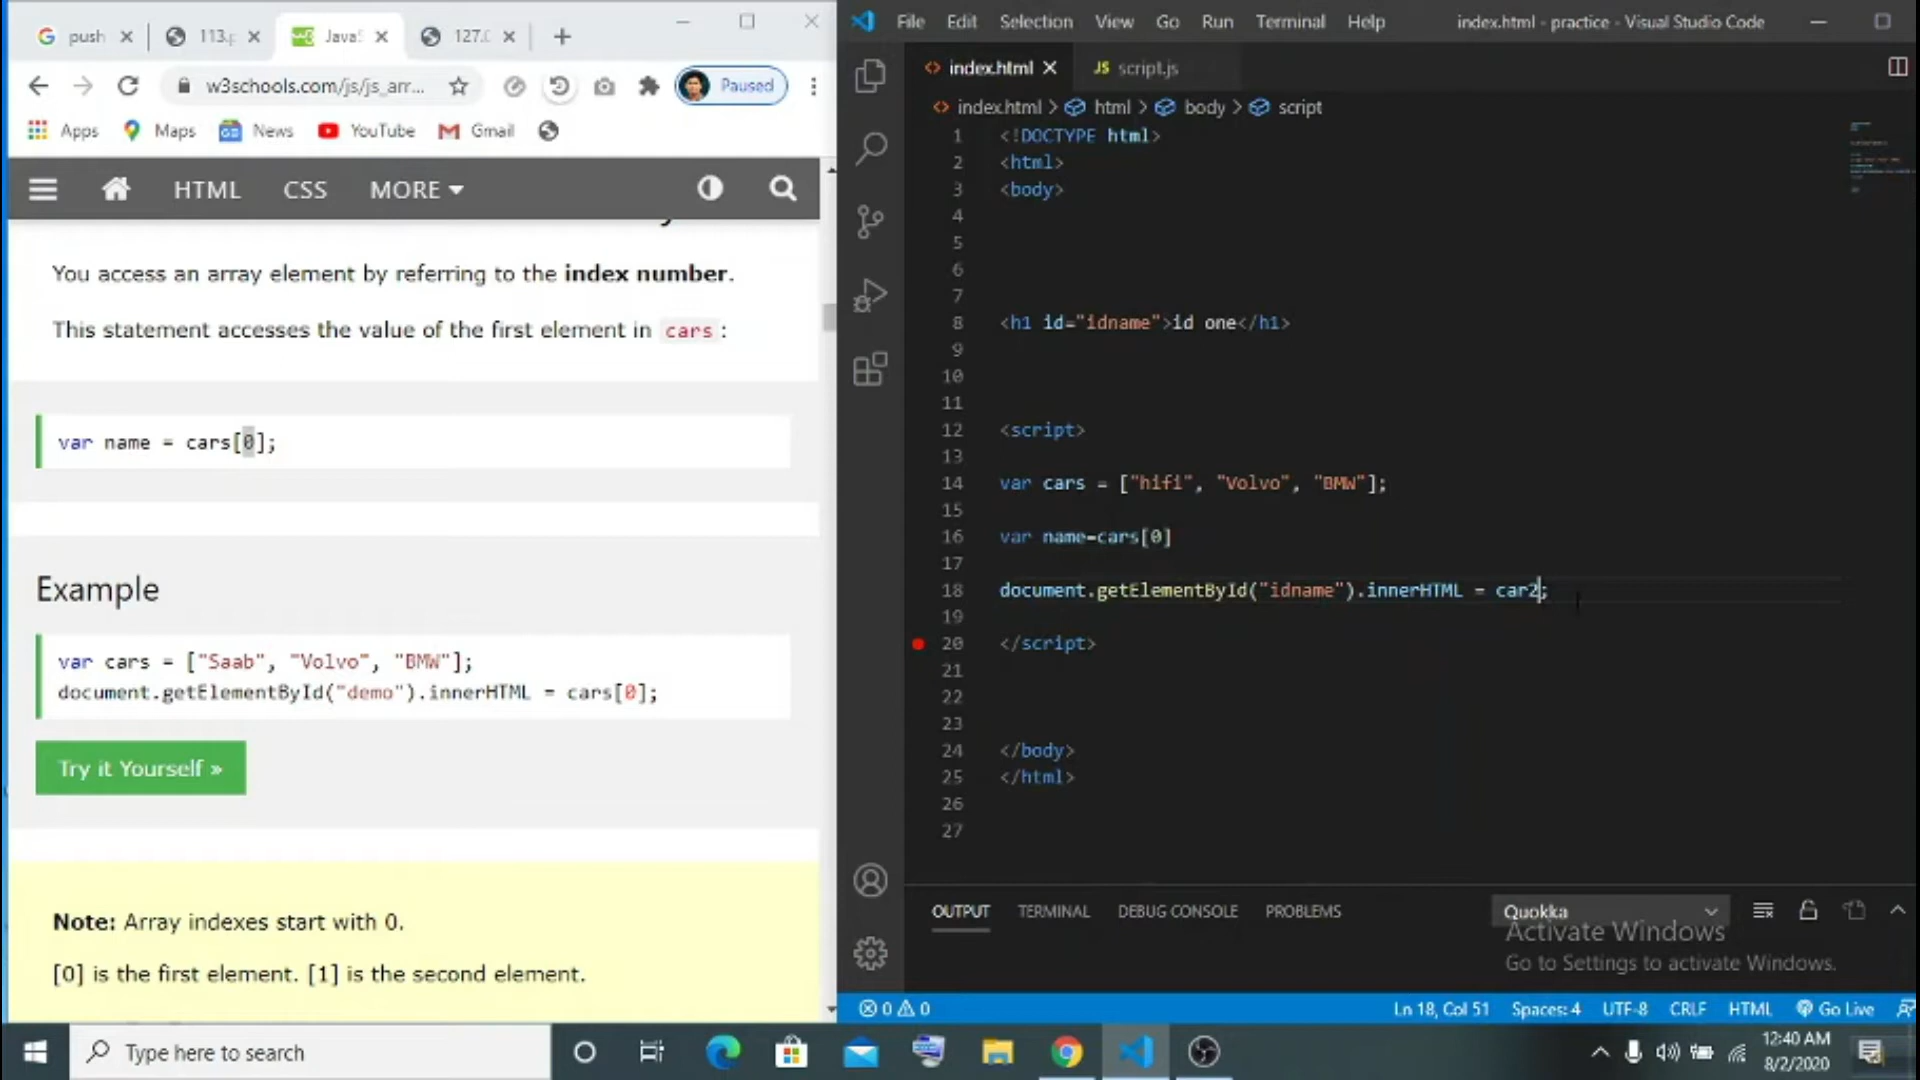 push
113.p
JavaS
127.0
w3schools.com/js/js_arr...
Paused
Apps
Maps
News
YouTube
Gmail
HTML
CSS
MORE
You access an array element by referring to the index number.
This statement accesses the value of the first element in cars:
var name = cars[0];
Example
var cars = ["Saab", "Volvo", "BMW"];
document.getElementById("demo").innerHTML = cars[0];
Try it Yourself »
Note: Array indexes start with 0.
[0] is the first element. [1] is the second element.
File Edit Selection View Go Run Terminal Help
index.html - practice - Visual Studio Code
index.html
JS script.js
index.html > html > body > script
1 <!DOCTYPE html>
2 <html>
3 <body>
4
5
6
7
8 <h1 id="idname">id one</h1>
9
10
11
12 <script>
13
14 var cars = ["hifi", "Volvo", "BMW"];
15
16 var name=cars[0]
17
18 document.getElementById("idname").innerHTML = car2;
19
20 </script>
21
22
23
24 </body>
25 </html>
26
27
OUTPUT TERMINAL DEBUG CONSOLE PROBLEMS
Quokka
Activate Windows
Go to Settings to activate Windows.
0 0
Ln 18, Col 51 Spaces: 4 UTF-8 CRLF HTML Go Live
Type here to search
12:40 AM
8/2/2020